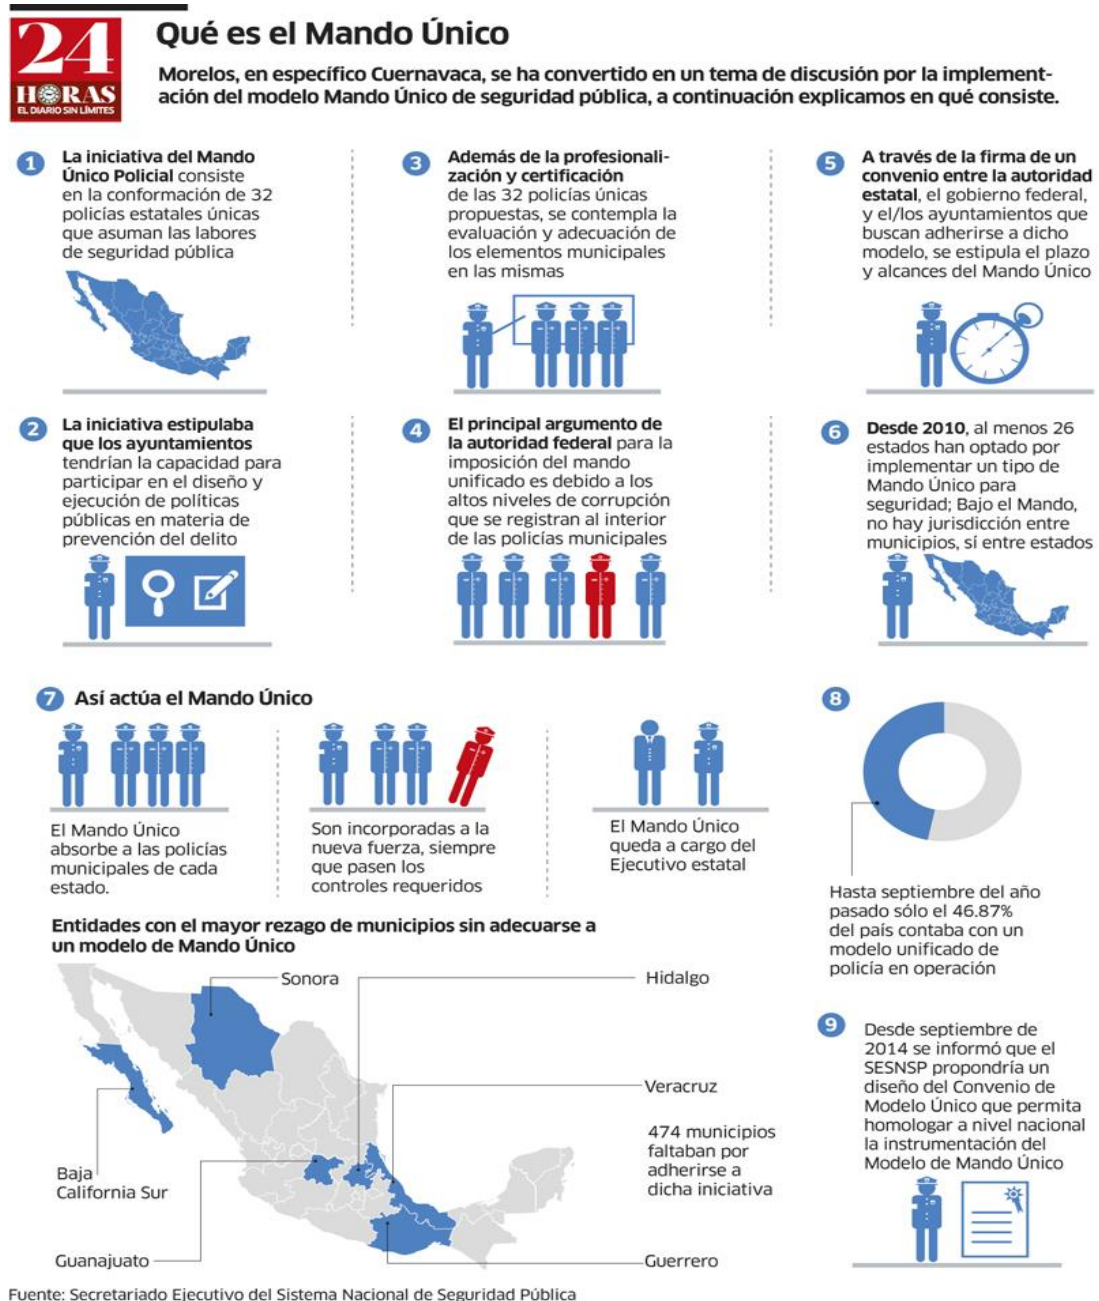 24
HORAS
EL DIARIO SIN LÍMITES
Qué es el Mando Único
Morelos, en específico Cuernavaca, se ha convertido en un tema de discusión por la implement-
ación del modelo Mando Único de seguridad pública, a continuación explicamos en qué consiste.
1
La iniciativa del Mando
Único Policial consiste
en la conformación de 32
policías estatales únicas
que asuman las labores
de seguridad pública
2
La iniciativa estipulaba
que los ayuntamientos
tendrían la capacidad para
participar en el diseño y
ejecución de políticas
públicas en materia de
prevención del delito
3
Además de la profesionali-
zación y certificación
de las 32 policías únicas
propuestas, se contempla la
evaluación y adecuación de
los elementos municipales
en las mismas
4
El principal argumento de
la autoridad federal para la
imposición del mando
unificado es debido a los
altos niveles de corrupción
que se registran al interior
de las policías municipales
5
A través de la firma de un
convenio entre la autoridad
estatal, el gobierno federal,
y el/los ayuntamientos que
buscan adherirse a dicho
modelo, se estipula el plazo
y alcances del Mando Único
6
Desde 2010, al menos 26
estados han optado por
implementar un tipo de
Mando Único para
seguridad; Bajo el Mando,
no hay jurisdicción entre
municipios, sí entre estados
7
Así actúa el Mando Único
El Mando Único
absorbe a las policías
municipales de cada
estado.
Son incorporadas a la
nueva fuerza, siempre
que pasen los
controles requeridos
El Mando Único
queda a cargo del
Ejecutivo estatal
8
Hasta septiembre del año
pasado sólo el 46.87%
del país contaba con un
modelo unificado de
policía en operación
Entidades con el mayor rezago de municipios sin adecuarse a
un modelo de Mando Único
Sonora
Hidalgo
Veracruz
474 municipios
faltaban por
adherirse a
dicha iniciativa
Baja
California Sur
Guanajuato
Guerrero
9
Desde septiembre de
2014 se informó que el
SESNSP propondría un
diseño del Convenio de
Modelo Único que permita
homologar a nivel nacional
la instrumentación del
Modelo de Mando Único
Fuente: Secretariado Ejecutivo del Sistema Nacional de Seguridad Pública